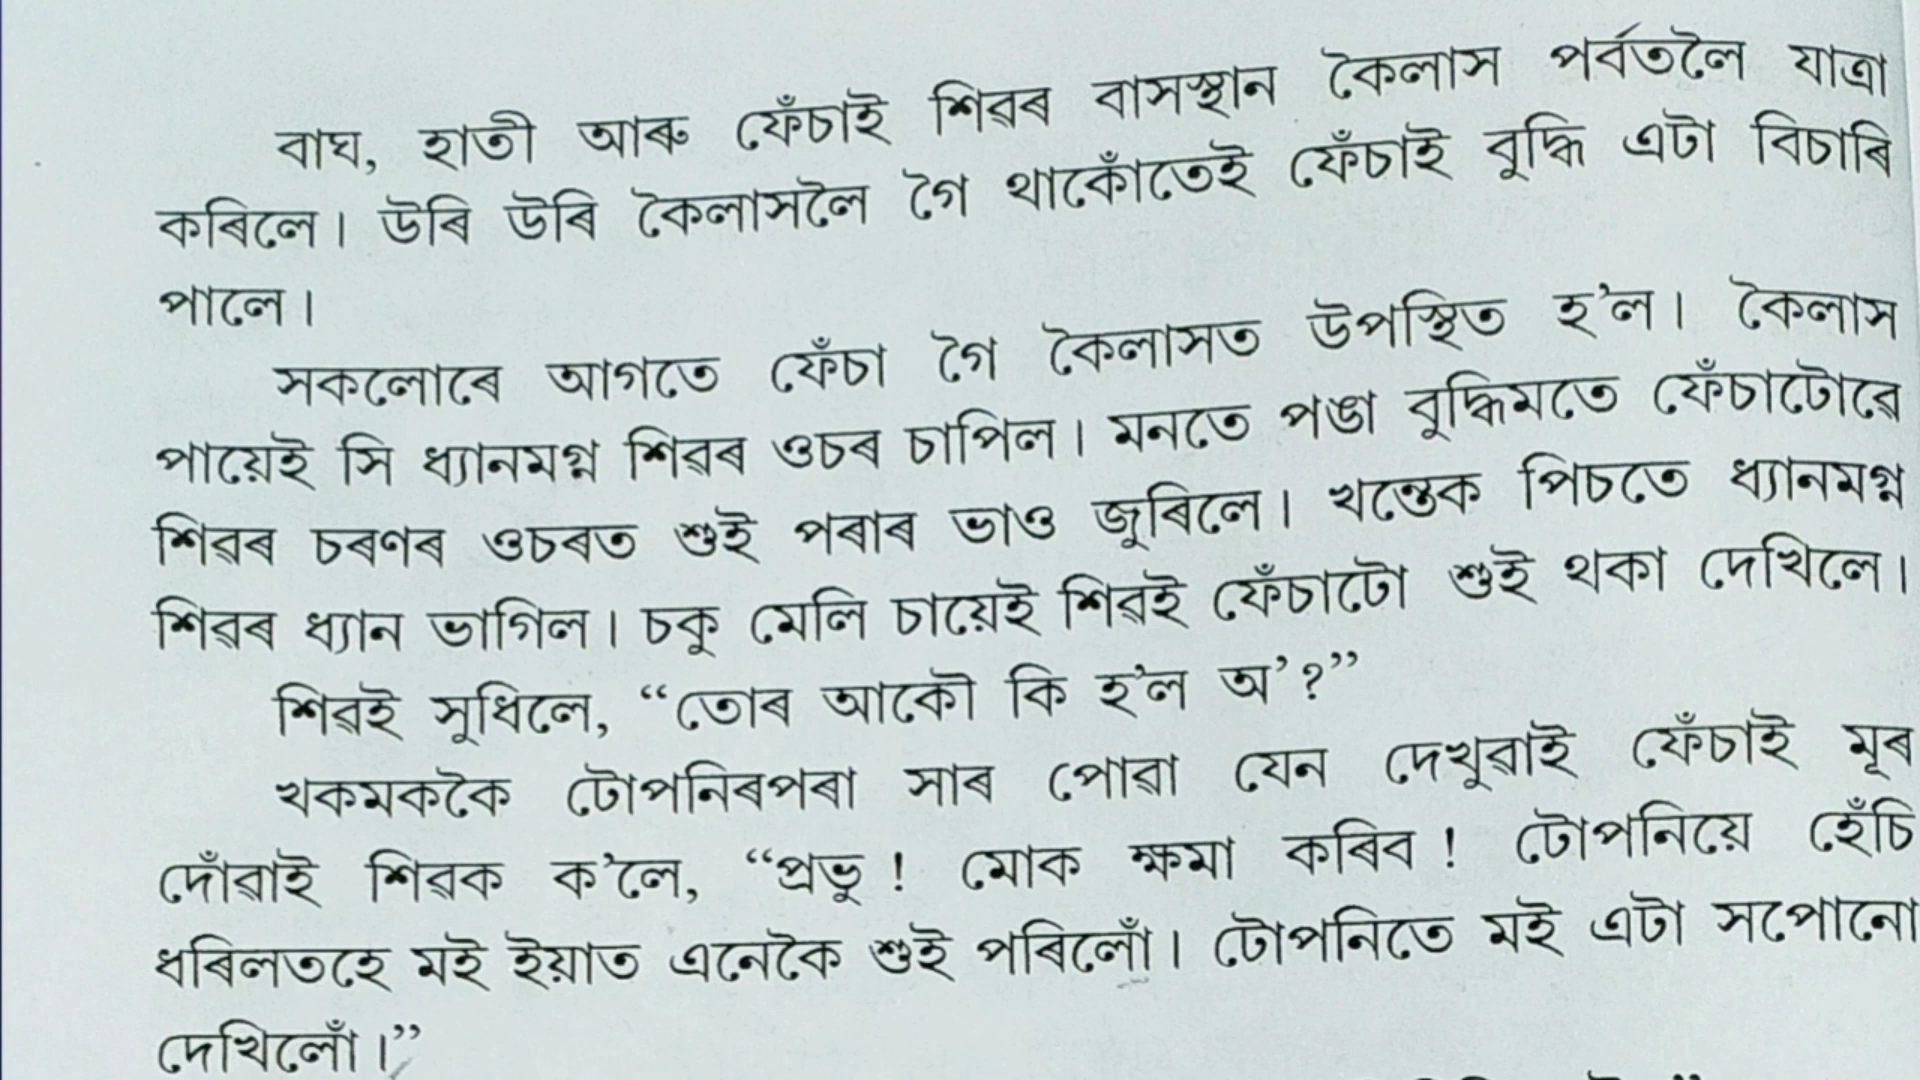 বাঘ, হাতী আৰু ফেঁচাই শিৱৰ বাসস্থান কৈলাস পৰ্বতলৈ যাত্ৰা
কৰিলে। উৰি উৰি কৈলাসলৈ গৈ থাকোঁতেই ফেঁচাই বুদ্ধি এটা বিচাৰি
পালে।
সকলোৰে আগতে ফেঁচা গৈ কৈলাসত উপস্থিত হ’ল। কৈলাস
পায়েই সি ধ্যানমগ্ন শিৱৰ ওচৰ চাপিল। মনতে পঙা বুদ্ধিমতে ফেঁচাটোৱে
শিৱৰ চৰণৰ ওচৰত শুই পৰাৰ ভাও জুৰিলে। খন্তেক পিচতে ধ্যানমগ্ন
শিৱৰ ধ্যান ভাগিল। চকু মেলি চায়েই শিৱই ফেঁচাটো শুই থকা দেখিলে।
শিৱই সুধিলে, “তোৰ আকৌ কি হ’ল অ’?”
খকমককৈ টোপনিৰপৰা সাৰ পোৱা যেন দেখুৱাই ফেঁচাই মূৰ
দোঁৱাই শিৱক ক’লে, “প্ৰভু ! মোক ক্ষমা কৰিব ! টোপনিয়ে হেঁচি
ধৰিলতহে মই ইয়াত এনেকৈ শুই পৰিলোঁ। টোপনিতে মই এটা সপোনো
দেখিলোঁ।”